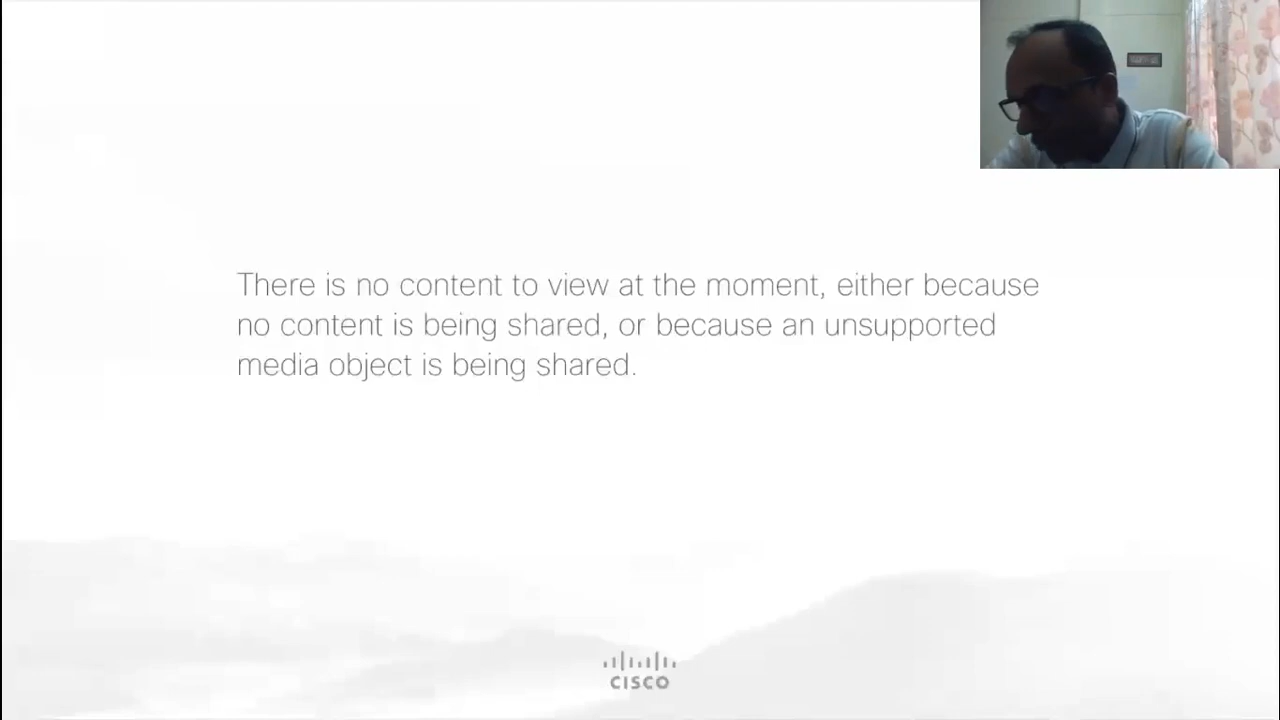 There is no content to view at the moment, either because
no content is being shared, or because an unsupported
media object is being shared.
CISCO